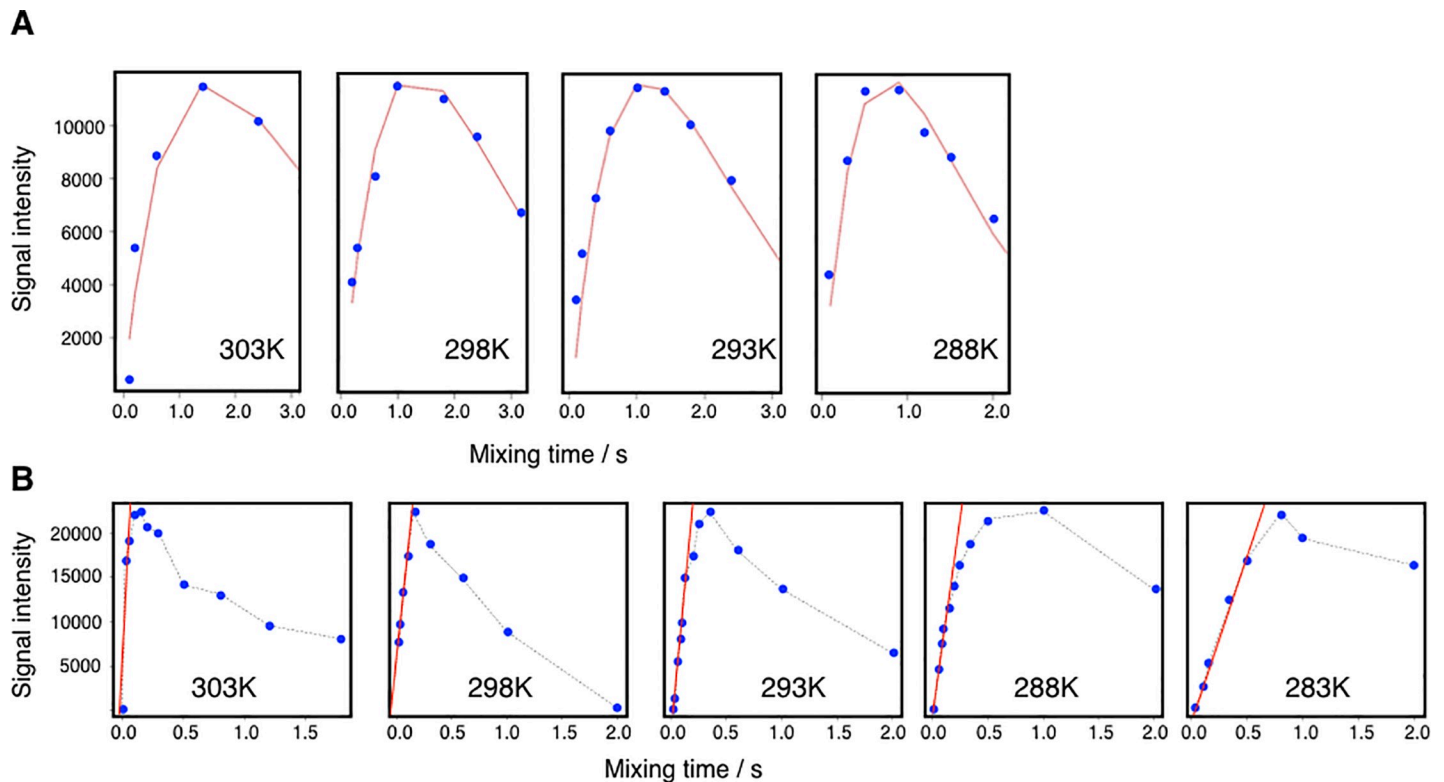 A
Signal intensity
10000
8000
6000
4000
2000
303K
298K
293K
288K
0.0 1.0 2.0 3.0
0.0 1.0 2.0 3.0
0.0 1.0 2.0 3.0
0.0 1.0 2.0
Mixing time / s
B
Signal intensity
20000
15000
10000
5000
303K
298K
293K
288K
283K
0.0 0.5 1.0 1.5
0.0 0.5 1.0 1.5 2.0
0.0 0.5 1.0 1.5 2.0
0.0 0.5 1.0 1.5 2.0
0.0 0.5 1.0 1.5 2.0
Mixing time / s